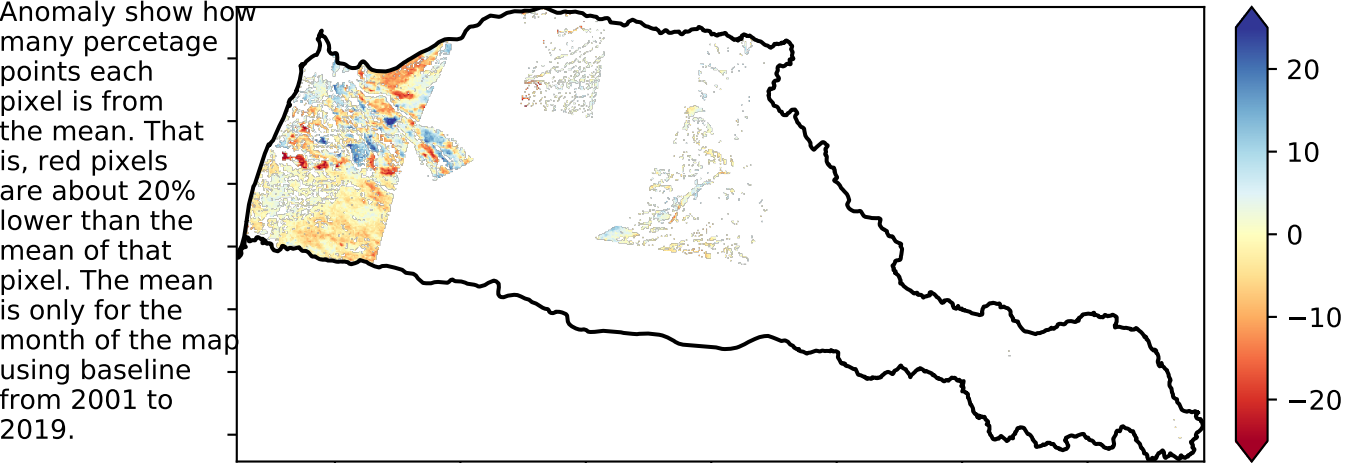 Anomaly show how
many percetage
points each
pixel is from
the mean. That
is, red pixels
are about 20%
lower than the
mean of that
pixel. The mean
is only for the
month of the map
using baseline
from 2001 to
2019.
20
10
0
−10
−20